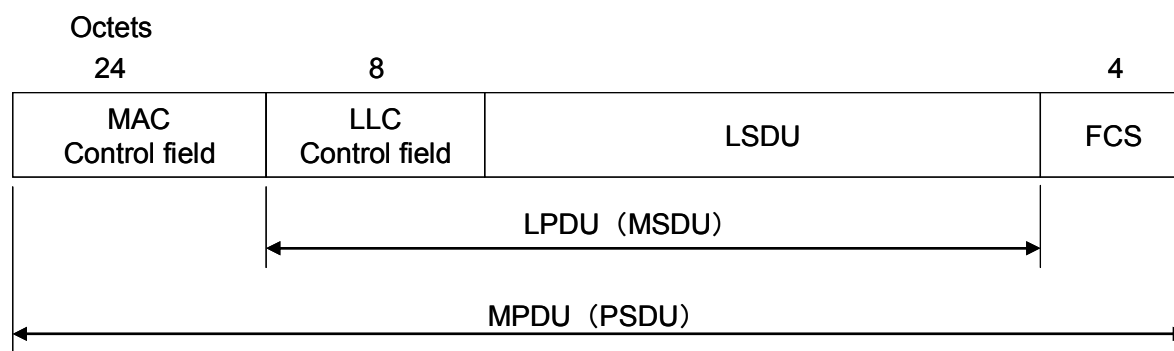 Octets
24 8 4
MAC
Control field
LLC
Control field
LSDU
FCS
LPDU（MSDU）
MPDU（PSDU）